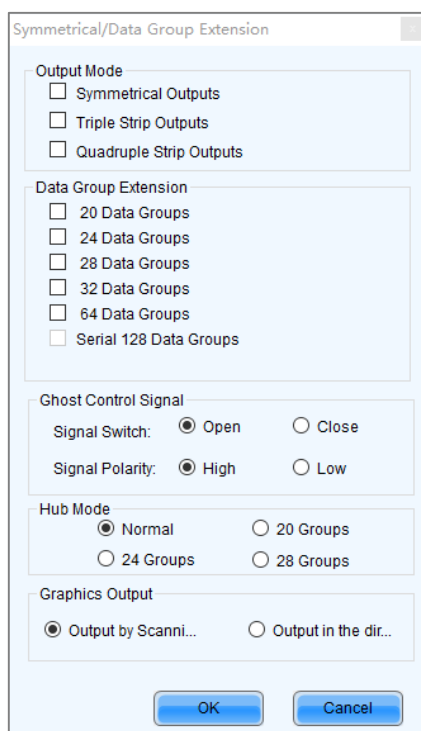 Symmetrical/Data Group Extension
Output Mode
Symmetrical Outputs
Triple Strip Outputs
Quadruple Strip Outputs
Data Group Extension
20 Data Groups
24 Data Groups
28 Data Groups
32 Data Groups
64 Data Groups
Serial 128 Data Groups
Ghost Control Signal
Signal Switch: Open Close
Signal Polarity: High Low
Hub Mode
Normal 20 Groups
24 Groups 28 Groups
Graphics Output
Output by Scanni... Output in the dir...
OK Cancel